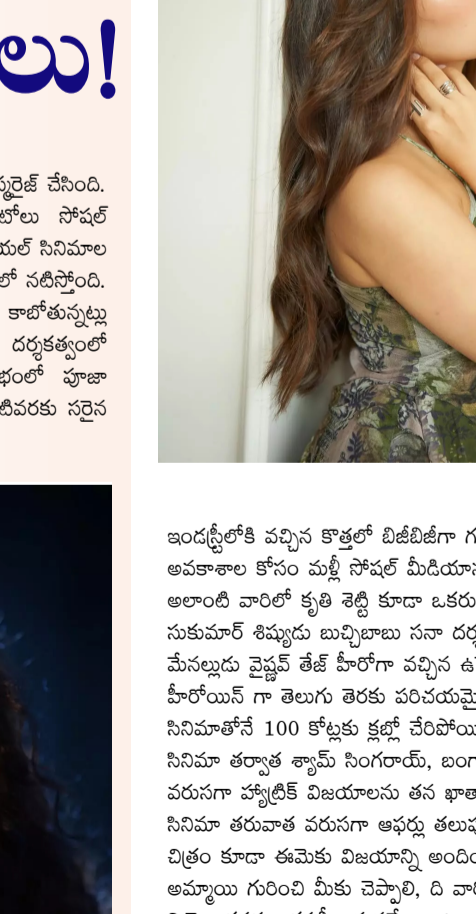 లు!
స్మరైజ్ చేసింది.
టోలు సోషల్
యల్ సినిమాల
లో నటిస్తోంది.
కాబోతున్నట్లు
దర్శకత్వంలో
భంలో పూజా
టివరకు సరైన
ఇండస్ట్రీలోకి వచ్చిన కొత్తలో బిజీబిజీగా గ
అవకాశాల కోసం మళ్లీ సోషల్ మీడియాన
అలాంటి వారిలో కృతి శెట్టి కూడా ఒకరు
సుకుమార్ శిష్యుడు బుచ్చిబాబు సనా దర్శ
మేనల్లుడు వైష్ణవ్ తేజ్ హీరోగా వచ్చిన ఉ
హీరోయిన్ గా తెలుగు తెరకు పరిచయమై
సినిమాతోనే 100 కోట్లకు క్లబ్లో చేరిపోయి
సినిమా తర్వాత శ్యామ్ సింగరాయ్, బంగ
వరుసగా హ్యాట్రిక్ విజయాలను తన ఖాతా
సినిమా తరువాత వరుసగా ఆఫర్లు తలుపు
చిత్రం కూడా ఈమెకు విజయాన్ని అందిం
అమ్మాయి గురించి మీకు చెప్పాలి, ది వార